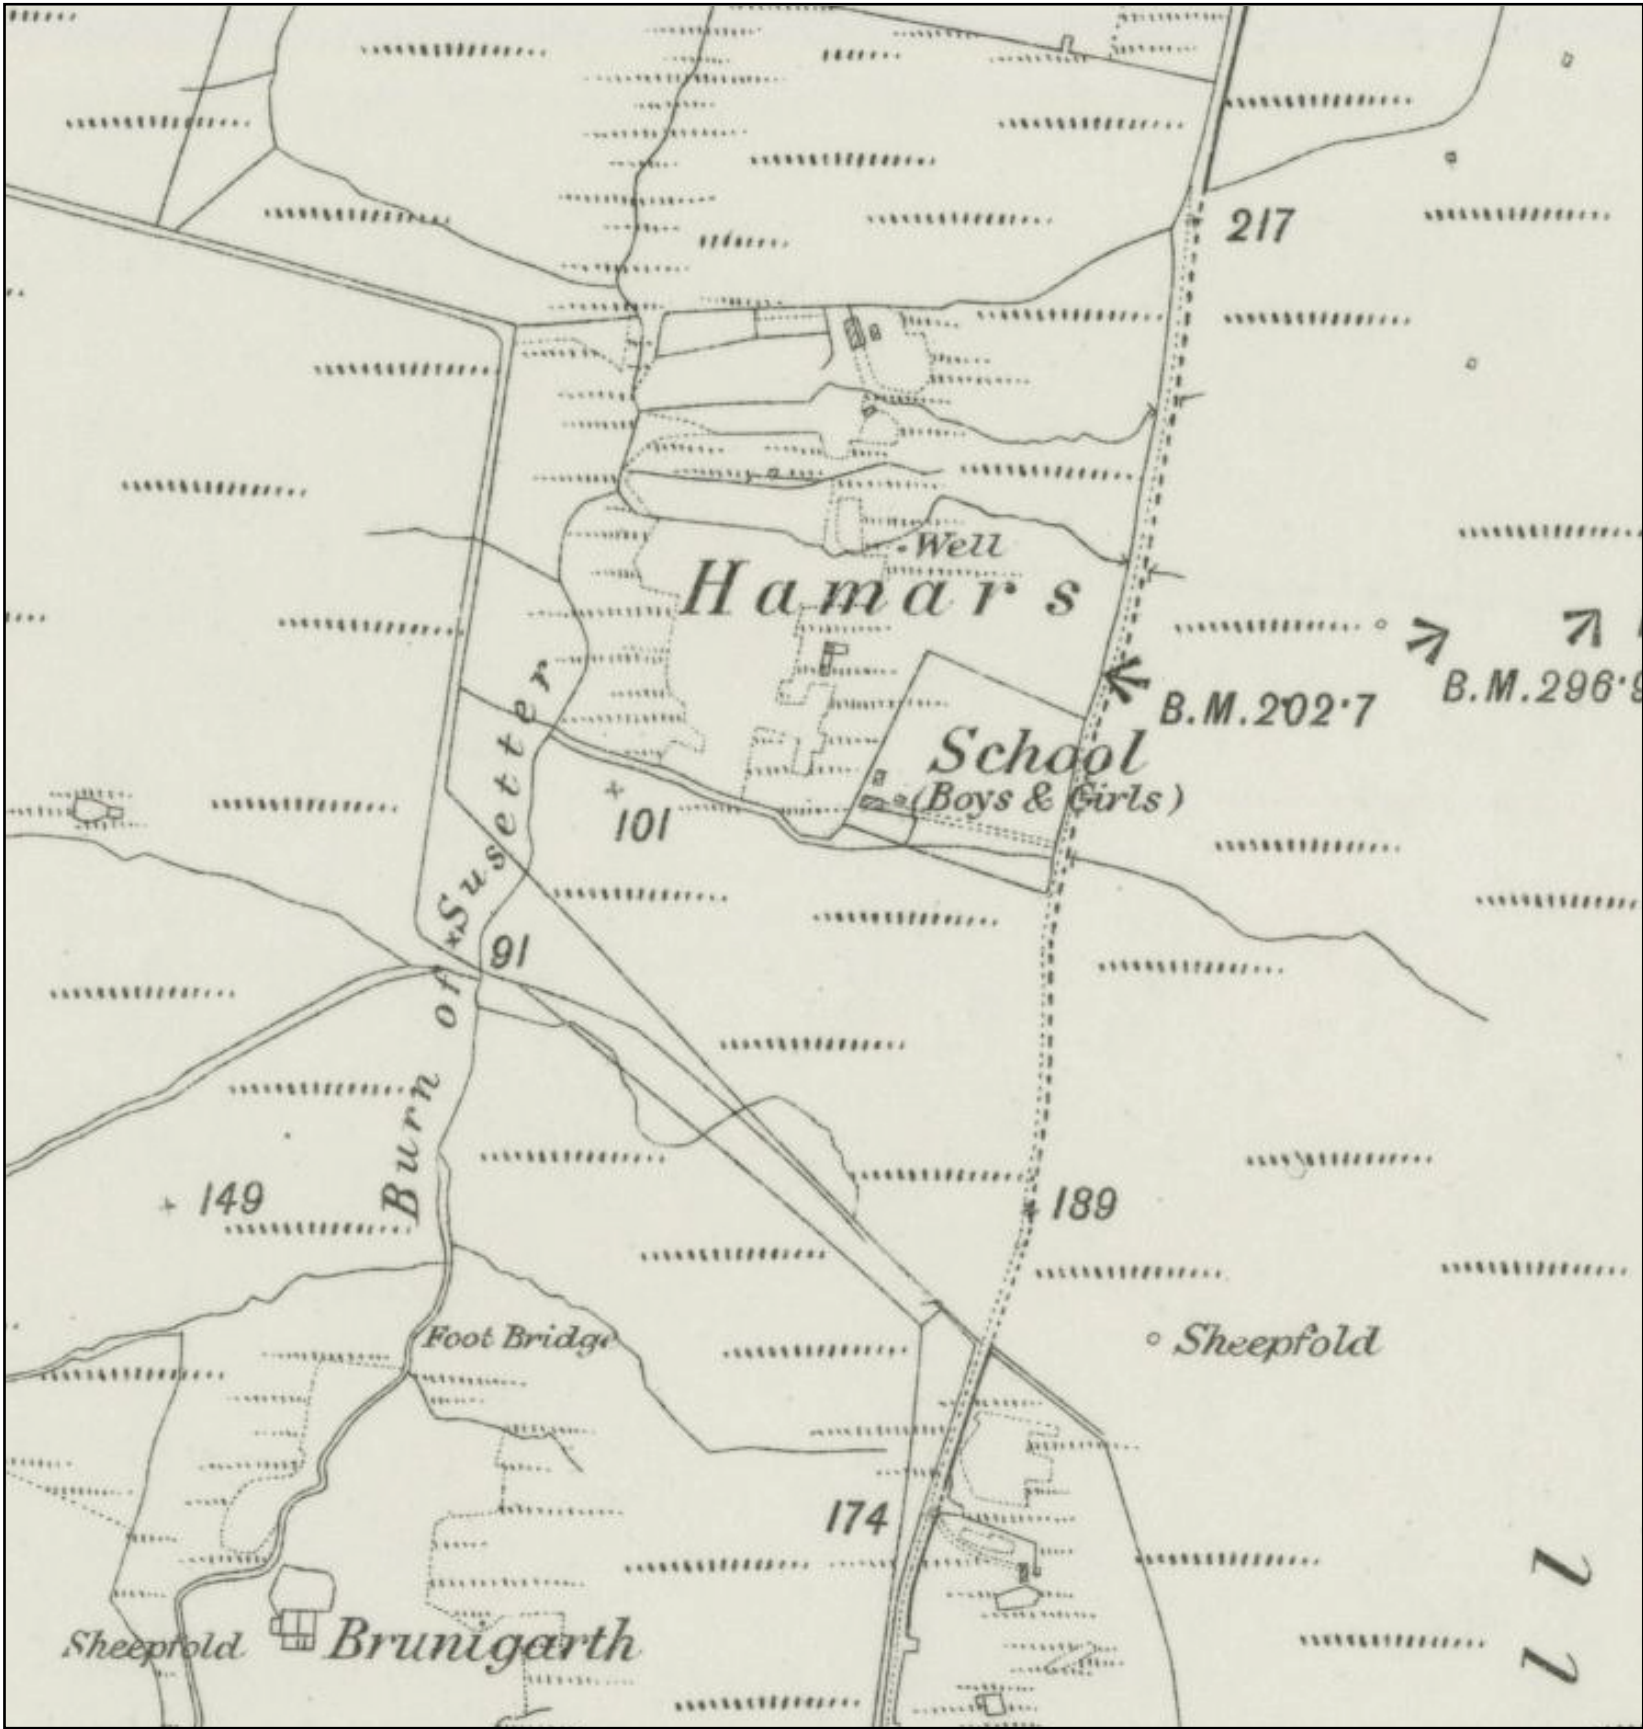 217
Well
Hamars
B.M.202·7
B.M.296·9
School
(Boys & Girls)
101
Burn of Susetter
91
149
189
Foot Bridge
Sheepfold
174
Sheepfold
Brunigarth